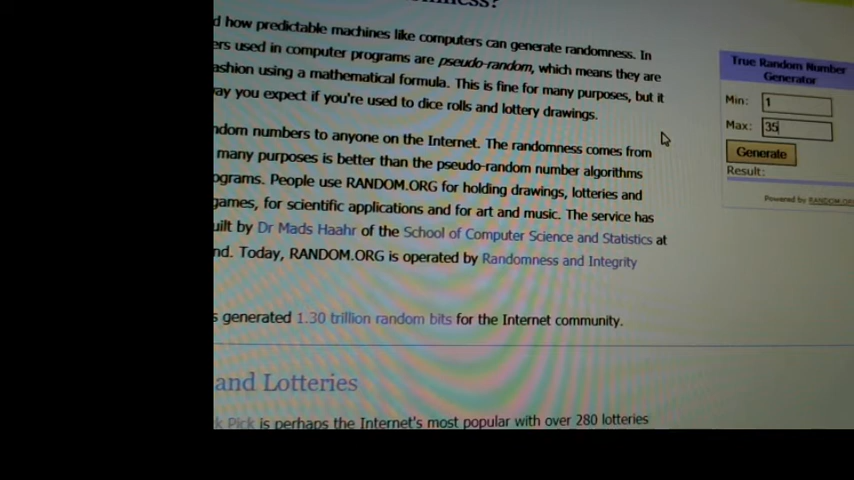 d how predictable machines like computers can generate randomness. In
ers used in computer programs are pseudo-random, which means they are
ashion using a mathematical formula. This is fine for many purposes, but it
ay you expect if you're used to dice rolls and lottery drawings.
ndom numbers to anyone on the Internet. The randomness comes from
many purposes is better than the pseudo-random number algorithms
ograms. People use RANDOM.ORG for holding drawings, lotteries and
games, for scientific applications and for art and music. The service has
uilt by Dr Mads Haahr of the School of Computer Science and Statistics at
nd. Today, RANDOM.ORG is operated by Randomness and Integrity
s generated 1.30 trillion random bits for the Internet community.
and Lotteries
k Pick is perhaps the Internet's most popular with over 280 lotteries
True Random Number
Generator
Min: 1
Max: 35
Generate
Result:
Powered by RANDOM.OR